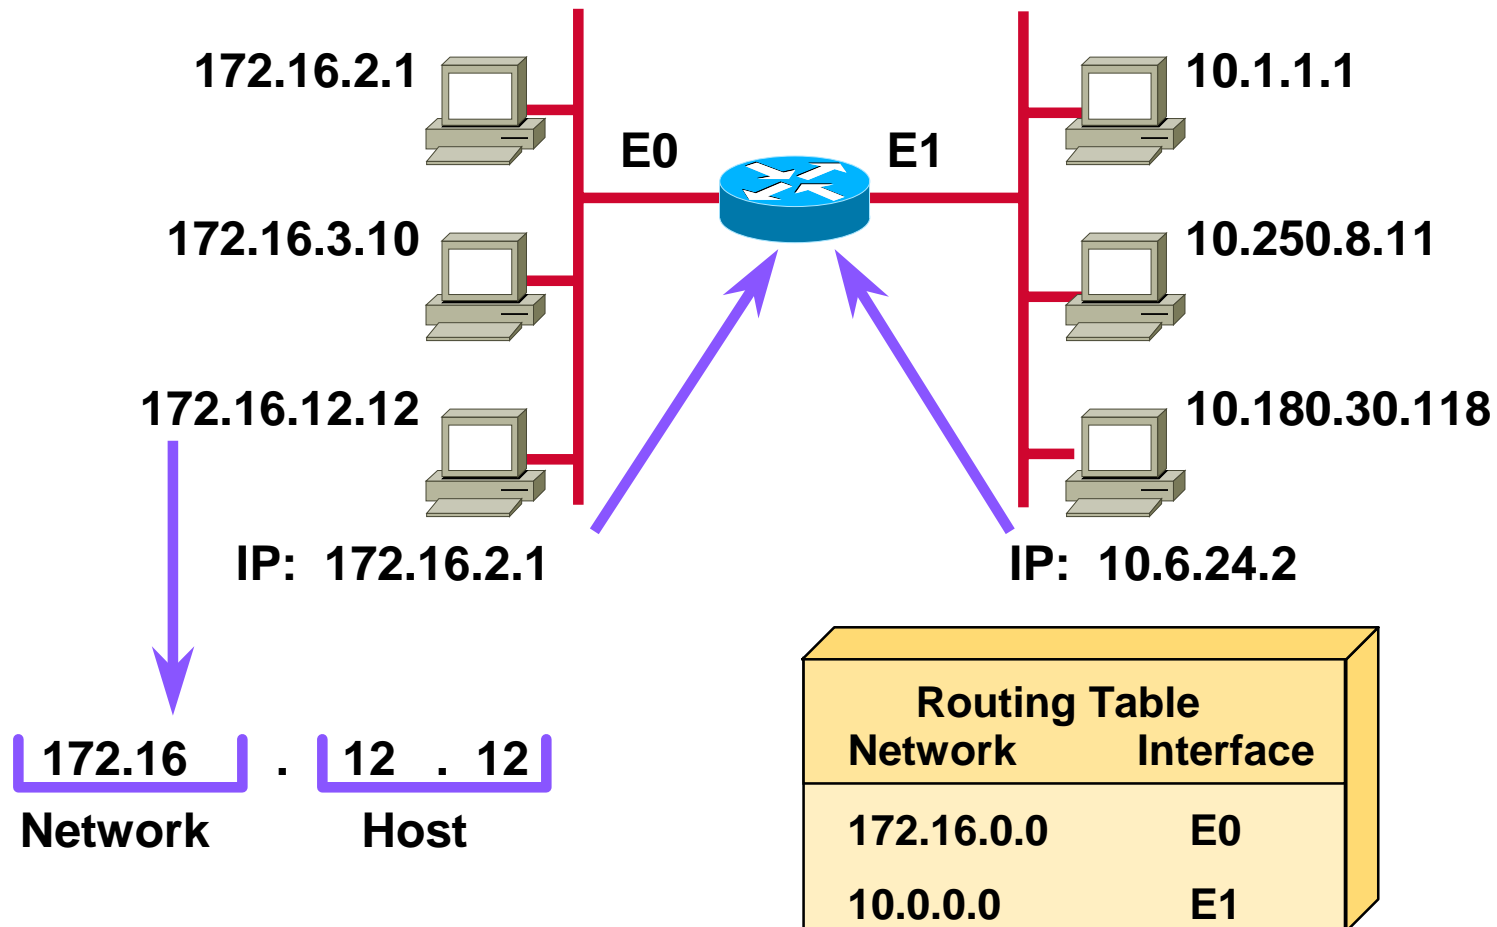 172.16.2.1
10.1.1.1
E0
E1
172.16.3.10
10.250.8.11
172.16.12.12
10.180.30.118
IP: 172.16.2.1
IP: 10.6.24.2
172.16 . 12 . 12
Network Host
Routing Table
Network Interface
172.16.0.0 E0
10.0.0.0 E1